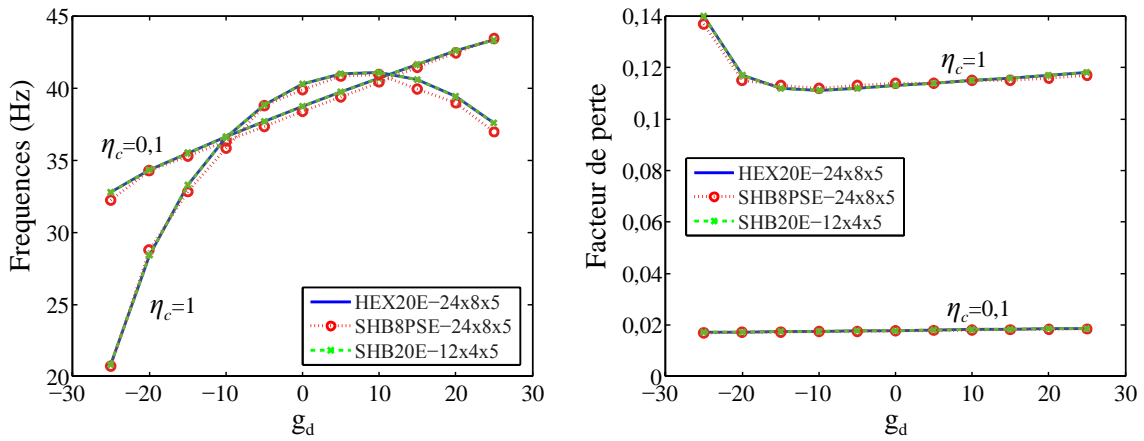 45
40
35
30
25
20
Frequences (Hz)
η_c=0,1
η_c=1
HEX20E−24x8x5
SHB8PSE−24x8x5
SHB20E−12x4x5
−30 −20 −10 0 10 20 30
g_d
0,14
0,12
0.10
0.08
0.06
0,14
0.02
0
Facteur de perte
η_c=1
HEX20E−24x8x5
SHB8PSE−24x8x5
SHB20E−12x4x5
η_c=0,1
−30 −20 −10 0 10 20 30
g_d